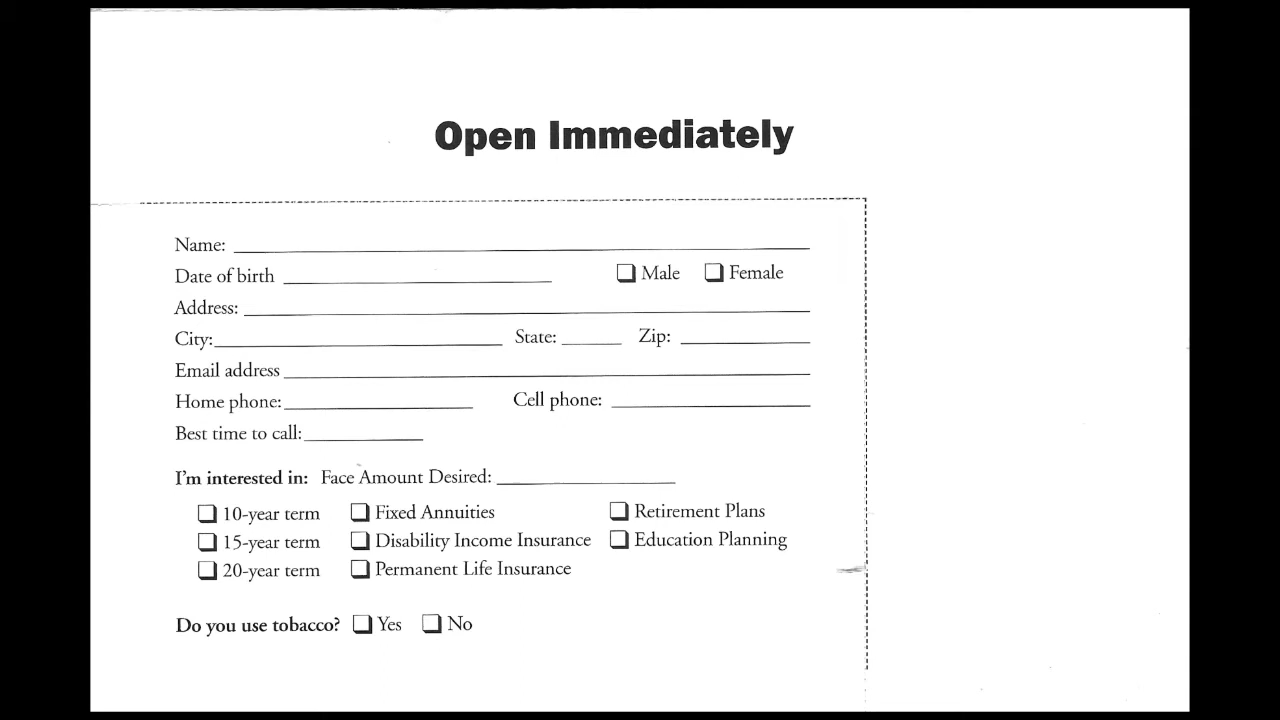 Open Immediately
Name:
Date of birth Male Female
Address:
City: State: Zip:
Email address
Home phone: Cell phone:
Best time to call:
I'm interested in: Face Amount Desired:
10-year term Fixed Annuities Retirement Plans
15-year term Disability Income Insurance Education Planning
20-year term Permanent Life Insurance
Do you use tobacco? Yes No